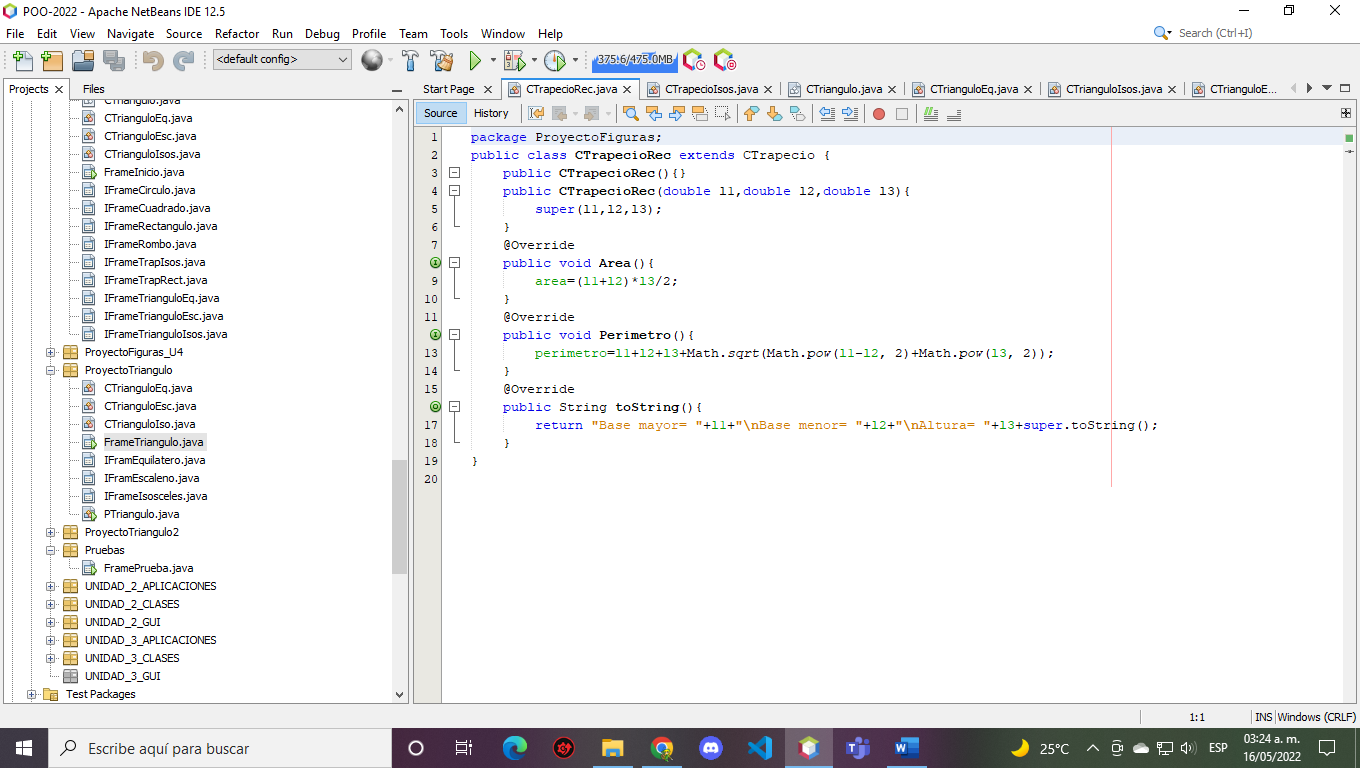 POO-2022 - Apache NetBeans IDE 12.5
File Edit View Navigate Source Refactor Run Debug Profile Team Tools Window Help
Search (Ctrl+I)
<default config>
375.6/475.0MB
Projects Files
Start Page CTrapecioRec.java CTrapecioIsos.java CTriangulo.java CTrianguloEq.java CTrianguloIsos.java CTrianguloE...
Source History
CTriangulo.java
CTrianguloEq.java
CTrianguloEsc.java
CTrianguloIsos.java
FrameInicio.java
IFrameCirculo.java
IFrameCuadrado.java
IFrameRectangulo.java
IFrameRombo.java
IFrameTrapIsos.java
IFrameTrapRect.java
IFrameTrianguloEq.java
IFrameTrianguloEsc.java
IFrameTrianguloIsos.java
ProyectoFiguras_U4
ProyectoTriangulo
CTrianguloEq.java
CTrianguloEsc.java
CTrianguloIso.java
FrameTriangulo.java
IFramEquilatero.java
IFramEscaleno.java
IFrameIsosceles.java
PTriangulo.java
ProyectoTriangulo2
Pruebas
FramePrueba.java
UNIDAD_2_APLICACIONES
UNIDAD_2_CLASES
UNIDAD_2_GUI
UNIDAD_3_APLICACIONES
UNIDAD_3_CLASES
UNIDAD_3_GUI
Test Packages
1 package ProyectoFiguras;
2 public class CTrapecioRec extends CTrapecio {
3 public CTrapecioRec(){}
4 public CTrapecioRec(double l1,double l2,double l3){
5 super(l1,l2,l3);
6 }
7 @Override
public void Area(){
9 area=(l1+l2)*l3/2;
10 }
11 @Override
public void Perimetro(){
13 perimetro=l1+l2+l3+Math.sqrt(Math.pow(l1-l2, 2)+Math.pow(l3, 2));
14 }
15 @Override
public String toString(){
17 return "Base mayor= "+l1+"\nBase menor= "+l2+"\nAltura= "+l3+super.toString();
18 }
19 }
20
1:1 INS Windows (CRLF)
Escribe aquí para buscar
25°C ESP
03:24 a. m.
16/05/2022